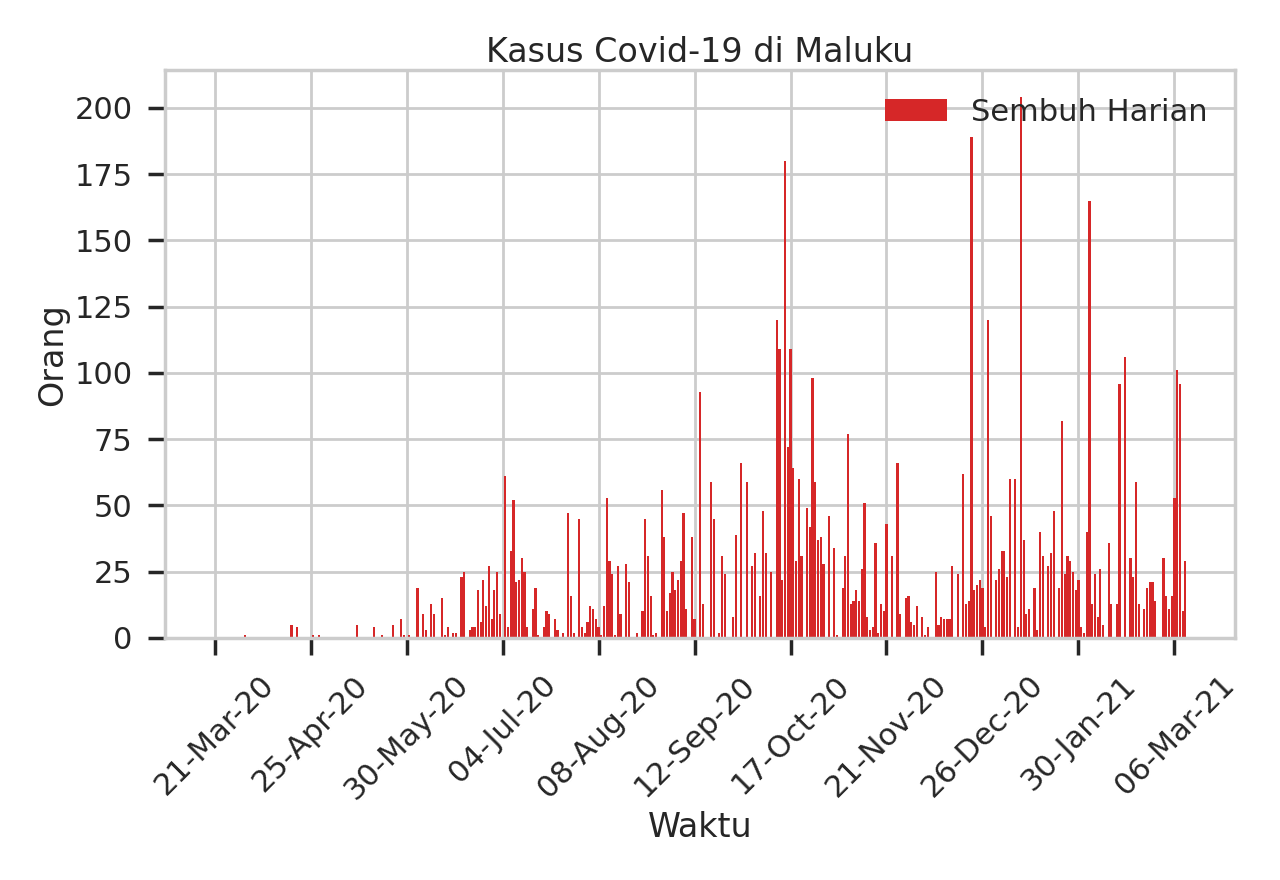 Kasus Covid-19 di Maluku
Sembuh Harian
Orang
200
175
150
125
100
75
50
25
0
21-Mar-20
25-Apr-20
30-May-20
04-Jul-20
08-Aug-20
12-Sep-20
17-Oct-20
21-Nov-20
26-Dec-20
30-Jan-21
06-Mar-21
Waktu